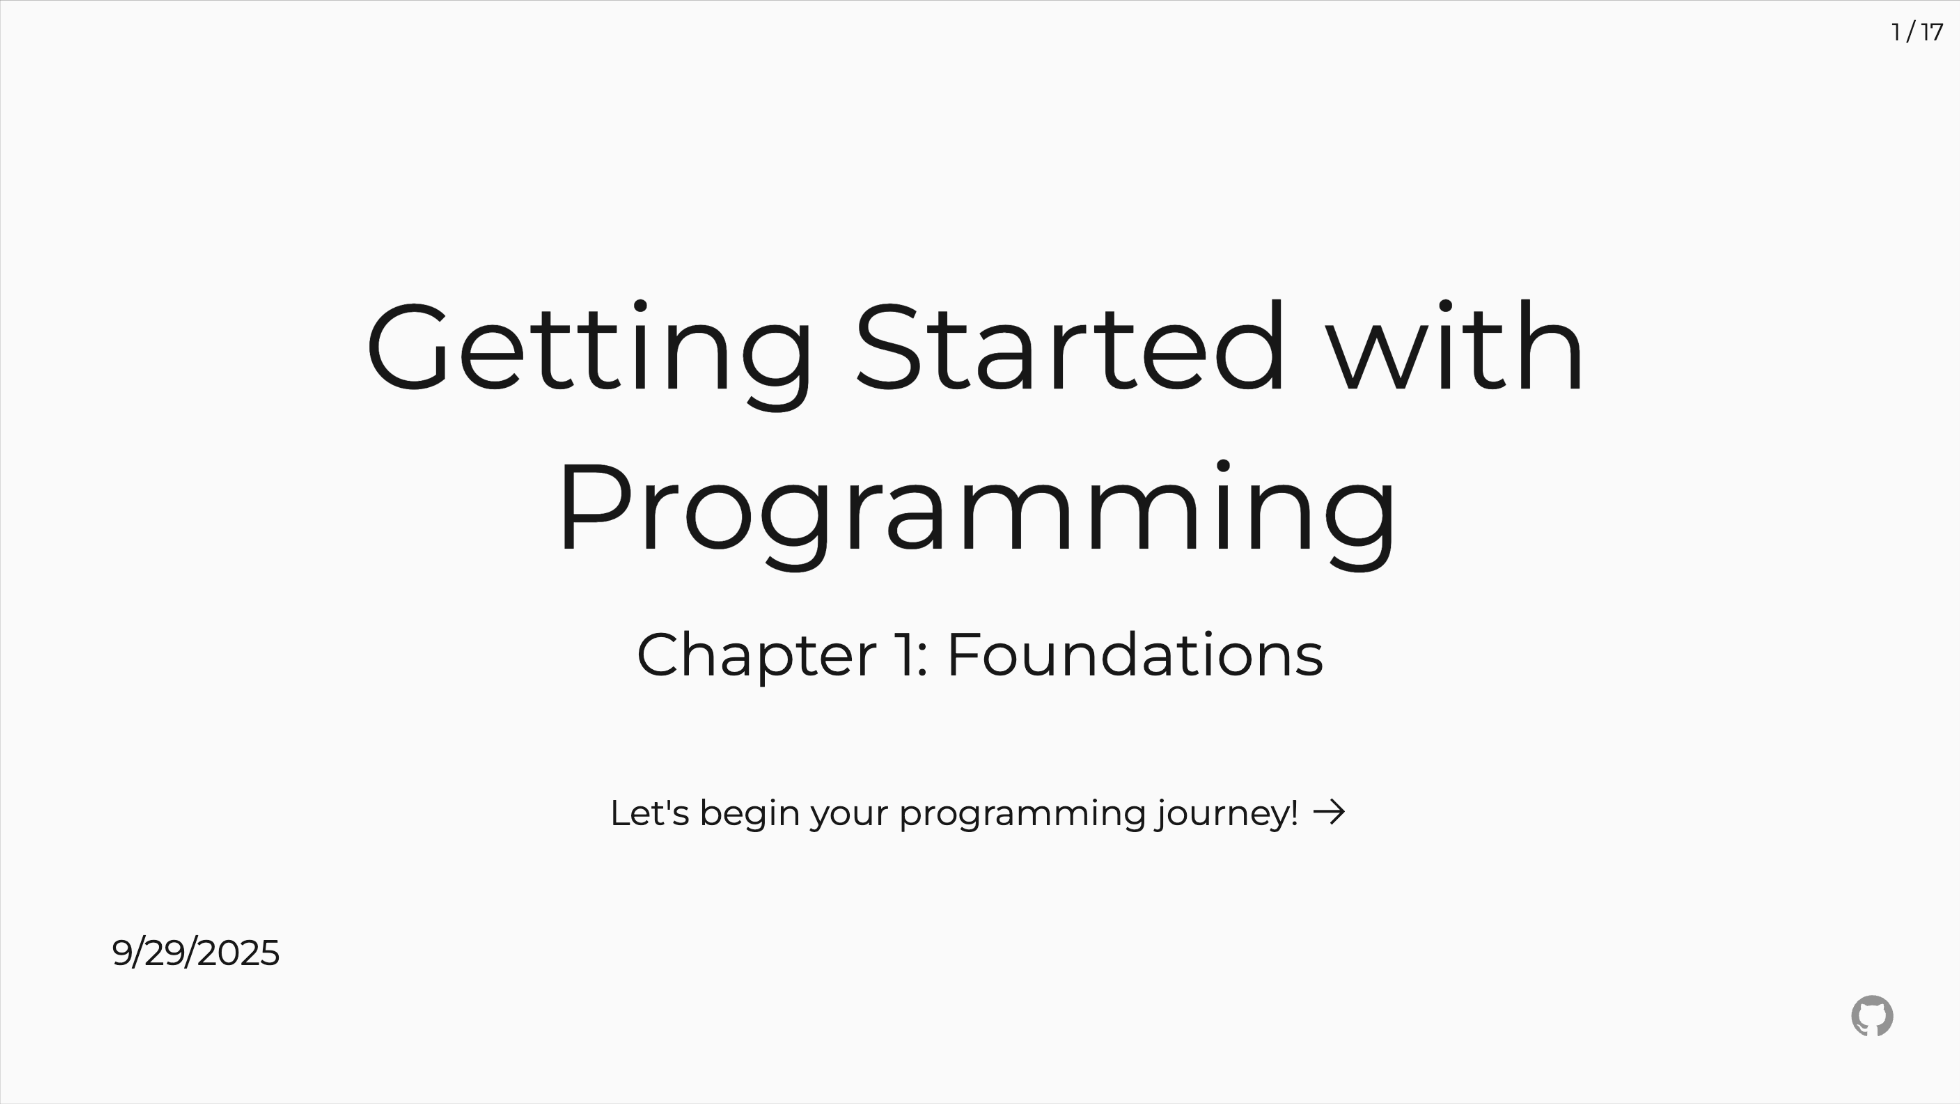 1 / 17
Getting Started with
Programming
Chapter 1: Foundations
Let's begin your programming journey! →
9/29/2025